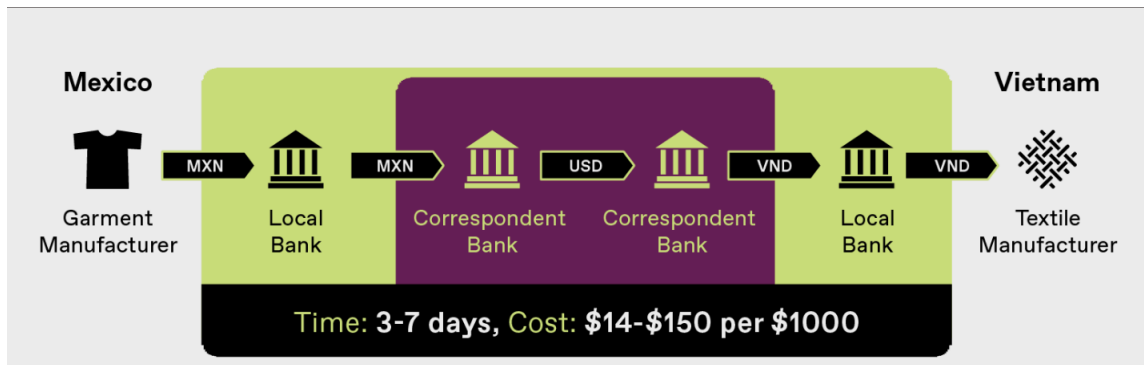 Mexico
Vietnam
MXN
MXN
USD
VND
VND
Garment
Manufacturer
Local
Bank
Correspondent
Bank
Correspondent
Bank
Local
Bank
Textile
Manufacturer
Time: 3-7 days, Cost: $14-$150 per $1000